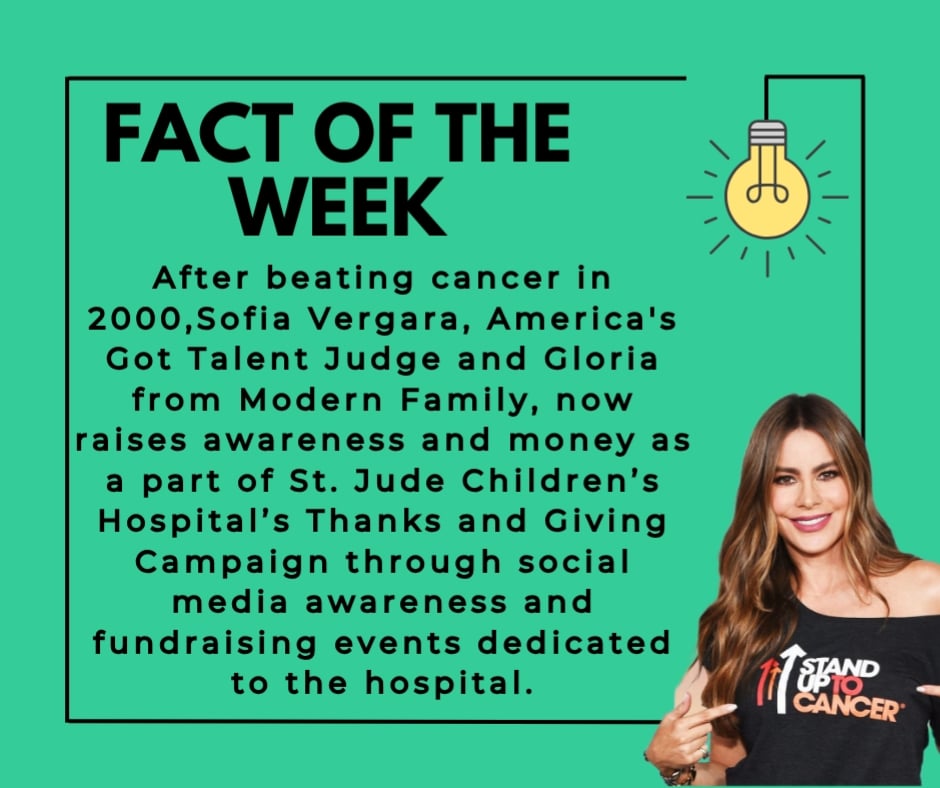 FACT OF THE
WEEK
After beating cancer in
2000,Sofia Vergara, America's
Got Talent Judge and Gloria
from Modern Family, now
raises awareness and money as
a part of St. Jude Children’s
Hospital’s Thanks and Giving
Campaign through social
media awareness and
fundraising events dedicated
to the hospital.
STAND
UP TO
CANCER